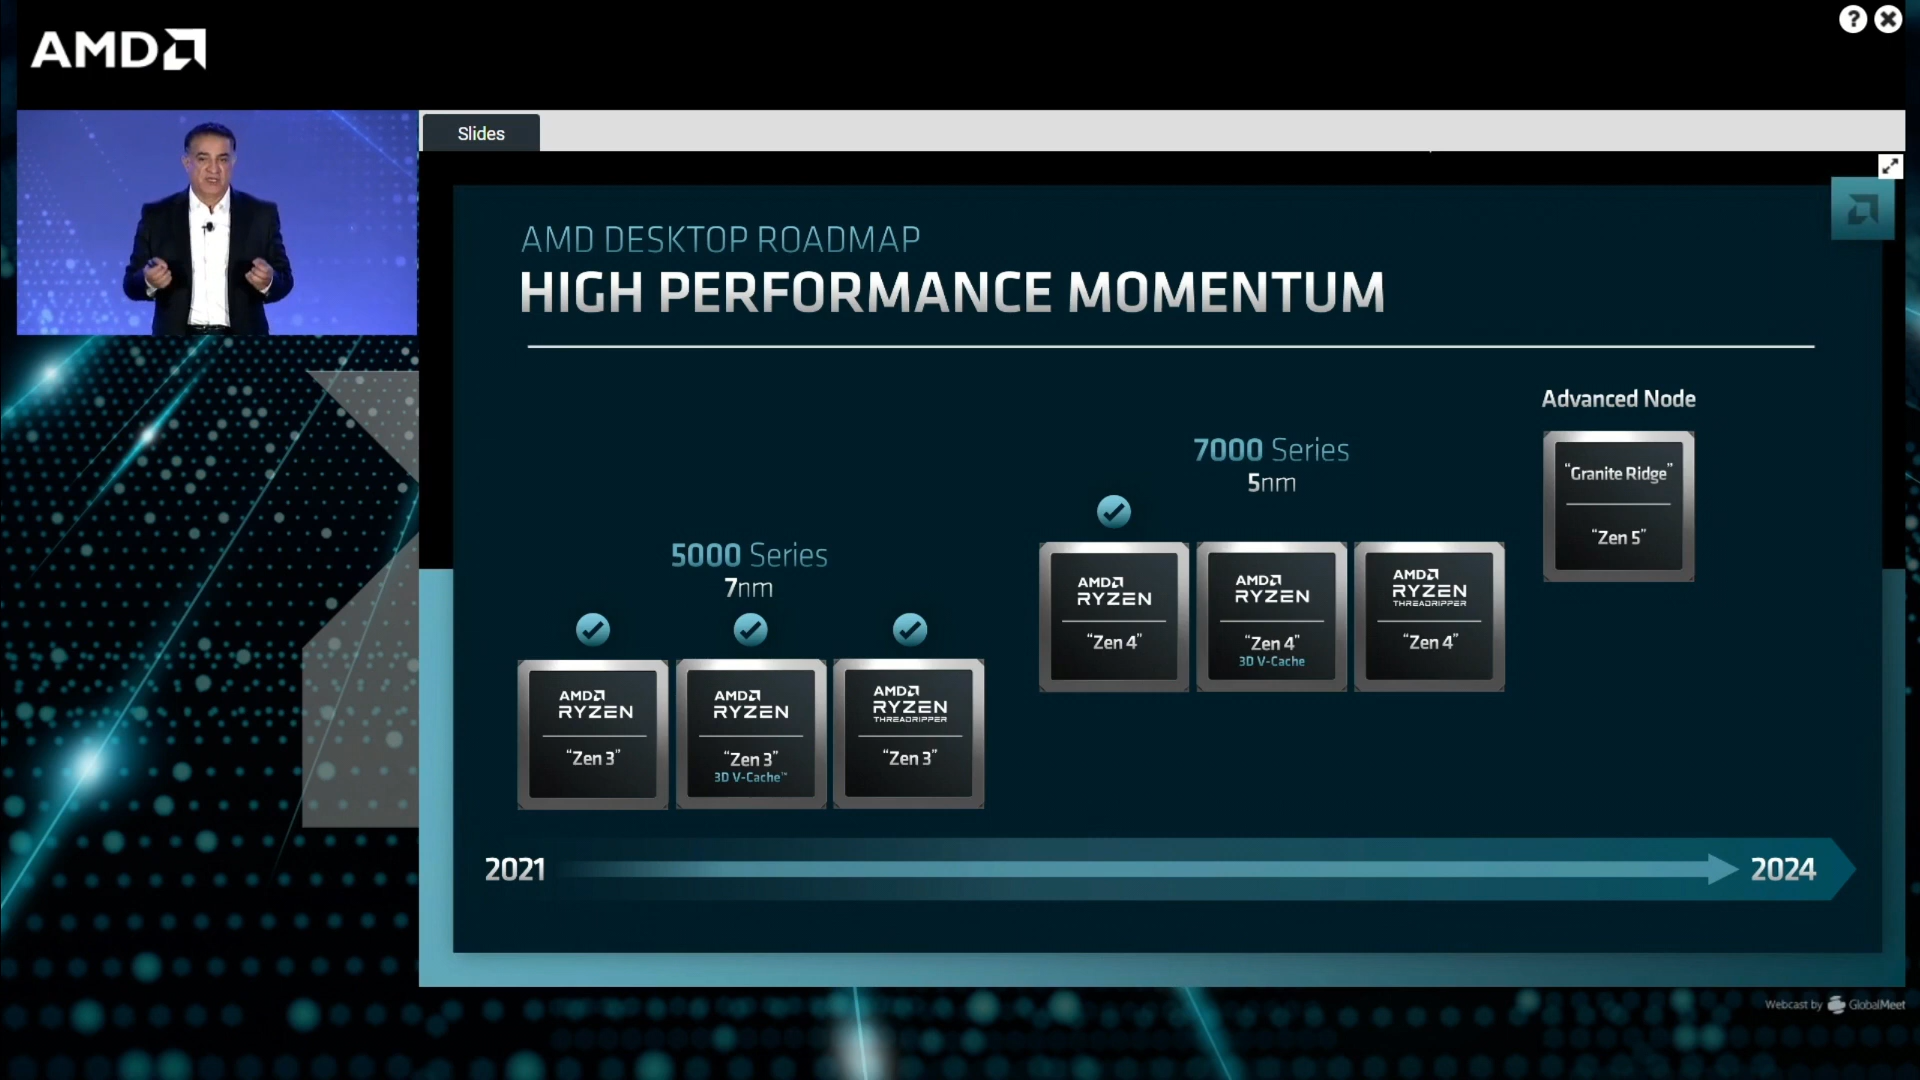 AMD
Slides
AMD DESKTOP ROADMAP
HIGH PERFORMANCE MOMENTUM
Advanced Node
"Granite Ridge"
"Zen 5"
7000 Series
5nm
AMD
RYZEN
"Zen 4"
AMD
RYZEN
"Zen 4"
3D V-Cache
AMD
RYZEN
THREADRIPPER
"Zen 4"
5000 Series
7nm
AMD
RYZEN
"Zen 3"
AMD
RYZEN
"Zen 3"
3D V-Cache™
AMD
RYZEN
THREADRIPPER
"Zen 3"
2021
2024
Webcast by GlobalMeet